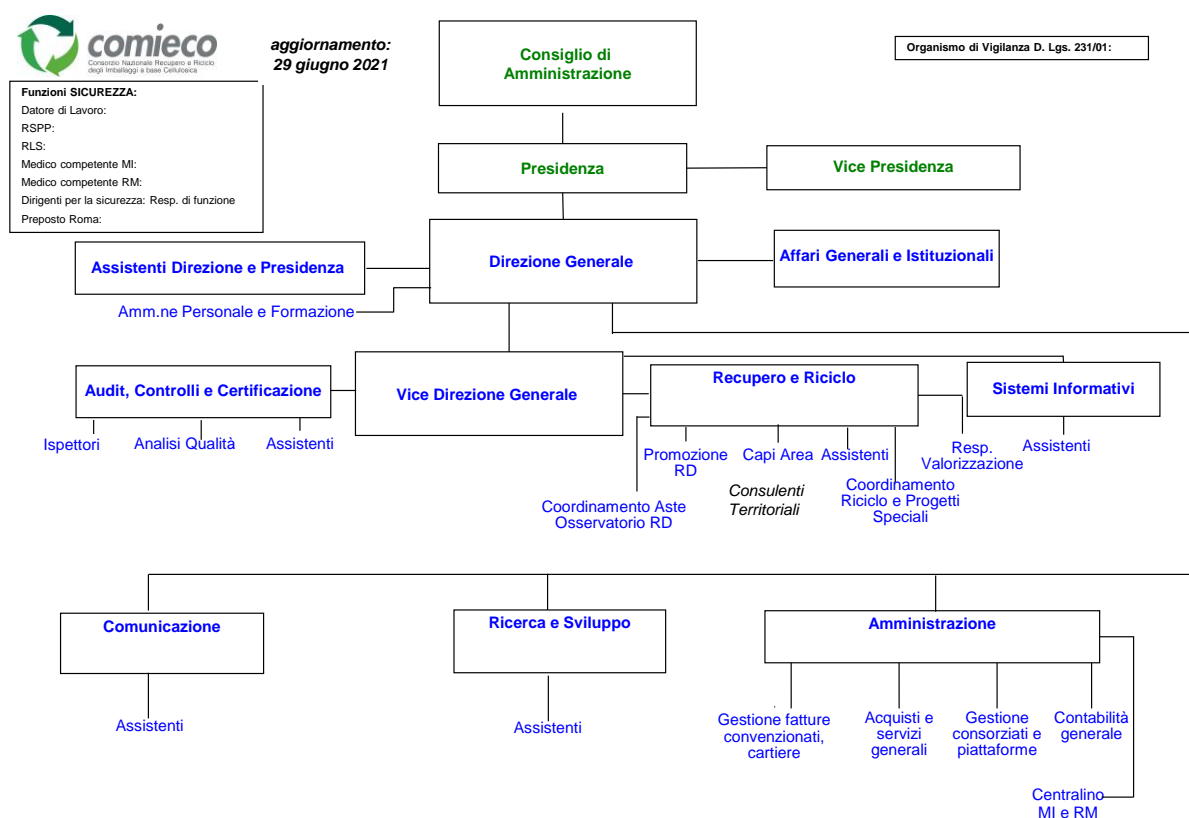 comieco
Consorzio Nazionale Recupero e Riciclo
degli Imballaggi a base Cellulosica
aggiornamento:
29 giugno 2021
Consiglio di
Amministrazione
Organismo di Vigilanza D. Lgs. 231/01:
Funzioni SICUREZZA:
Datore di Lavoro:
RSPP:
RLS:
Medico competente MI:
Medico competente RM:
Dirigenti per la sicurezza: Resp. di funzione
Preposto Roma:
Presidenza
Vice Presidenza
Assistenti Direzione e Presidenza
Direzione Generale
Affari Generali e Istituzionali
Amm.ne Personale e Formazione
Audit, Controlli e Certificazione
Vice Direzione Generale
Recupero e Riciclo
Sistemi Informativi
Ispettori
Analisi Qualità
Assistenti
Promozione
RD
Capi Area
Assistenti
Resp.
Valorizzazione
Assistenti
Consulenti
Territoriali
Coordinamento
Riciclo e Progetti
Speciali
Coordinamento Aste
Osservatorio RD
Comunicazione
Ricerca e Sviluppo
Amministrazione
Assistenti
Assistenti
Gestione fatture
convenzionati,
cartiere
Acquisti e
servizi
generali
Gestione
consorziati e
piattaforme
Contabilità
generale
Centralino
MI e RM